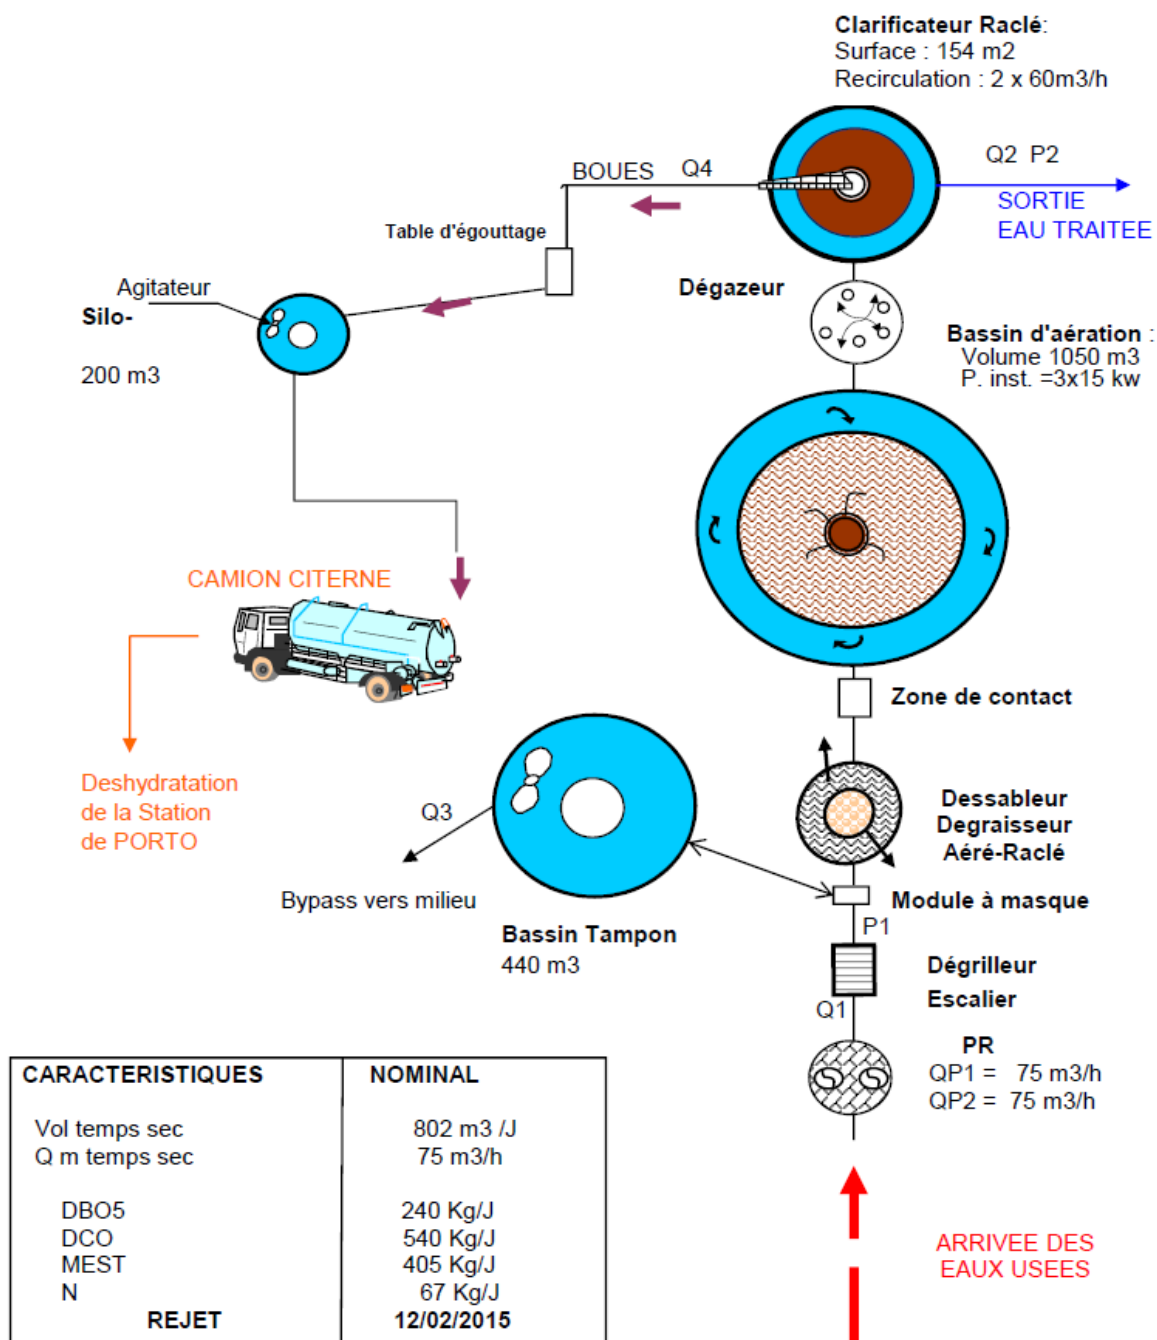 Clarificateur Raclé:
Surface : 154 m2
Recirculation : 2 x 60m3/h
BOUES Q4
Q2 P2
SORTIE
EAU TRAITEE
Table d'égouttage
Dégazeur
Agitateur
Silo-
200 m3
Bassin d'aération :
Volume 1050 m3
P. inst. =3x15 kw
CAMION CITERNE
Zone de contact
Deshydratation
de la Station
de PORTO
Q3
Dessableur
Degraisseur
Aéré-Raclé
Bypass vers milieu
Module à masque
P1
Bassin Tampon
440 m3
Dégrilleur
Escalier
Q1
PR
QP1 = 75 m3/h
QP2 = 75 m3/h
CARACTERISTIQUES NOMINAL
Vol temps sec 802 m3 /J
Q m temps sec 75 m3/h
DBO5 240 Kg/J
DCO 540 Kg/J
MEST 405 Kg/J
N 67 Kg/J
REJET 12/02/2015
ARRIVEE DES
EAUX USEES